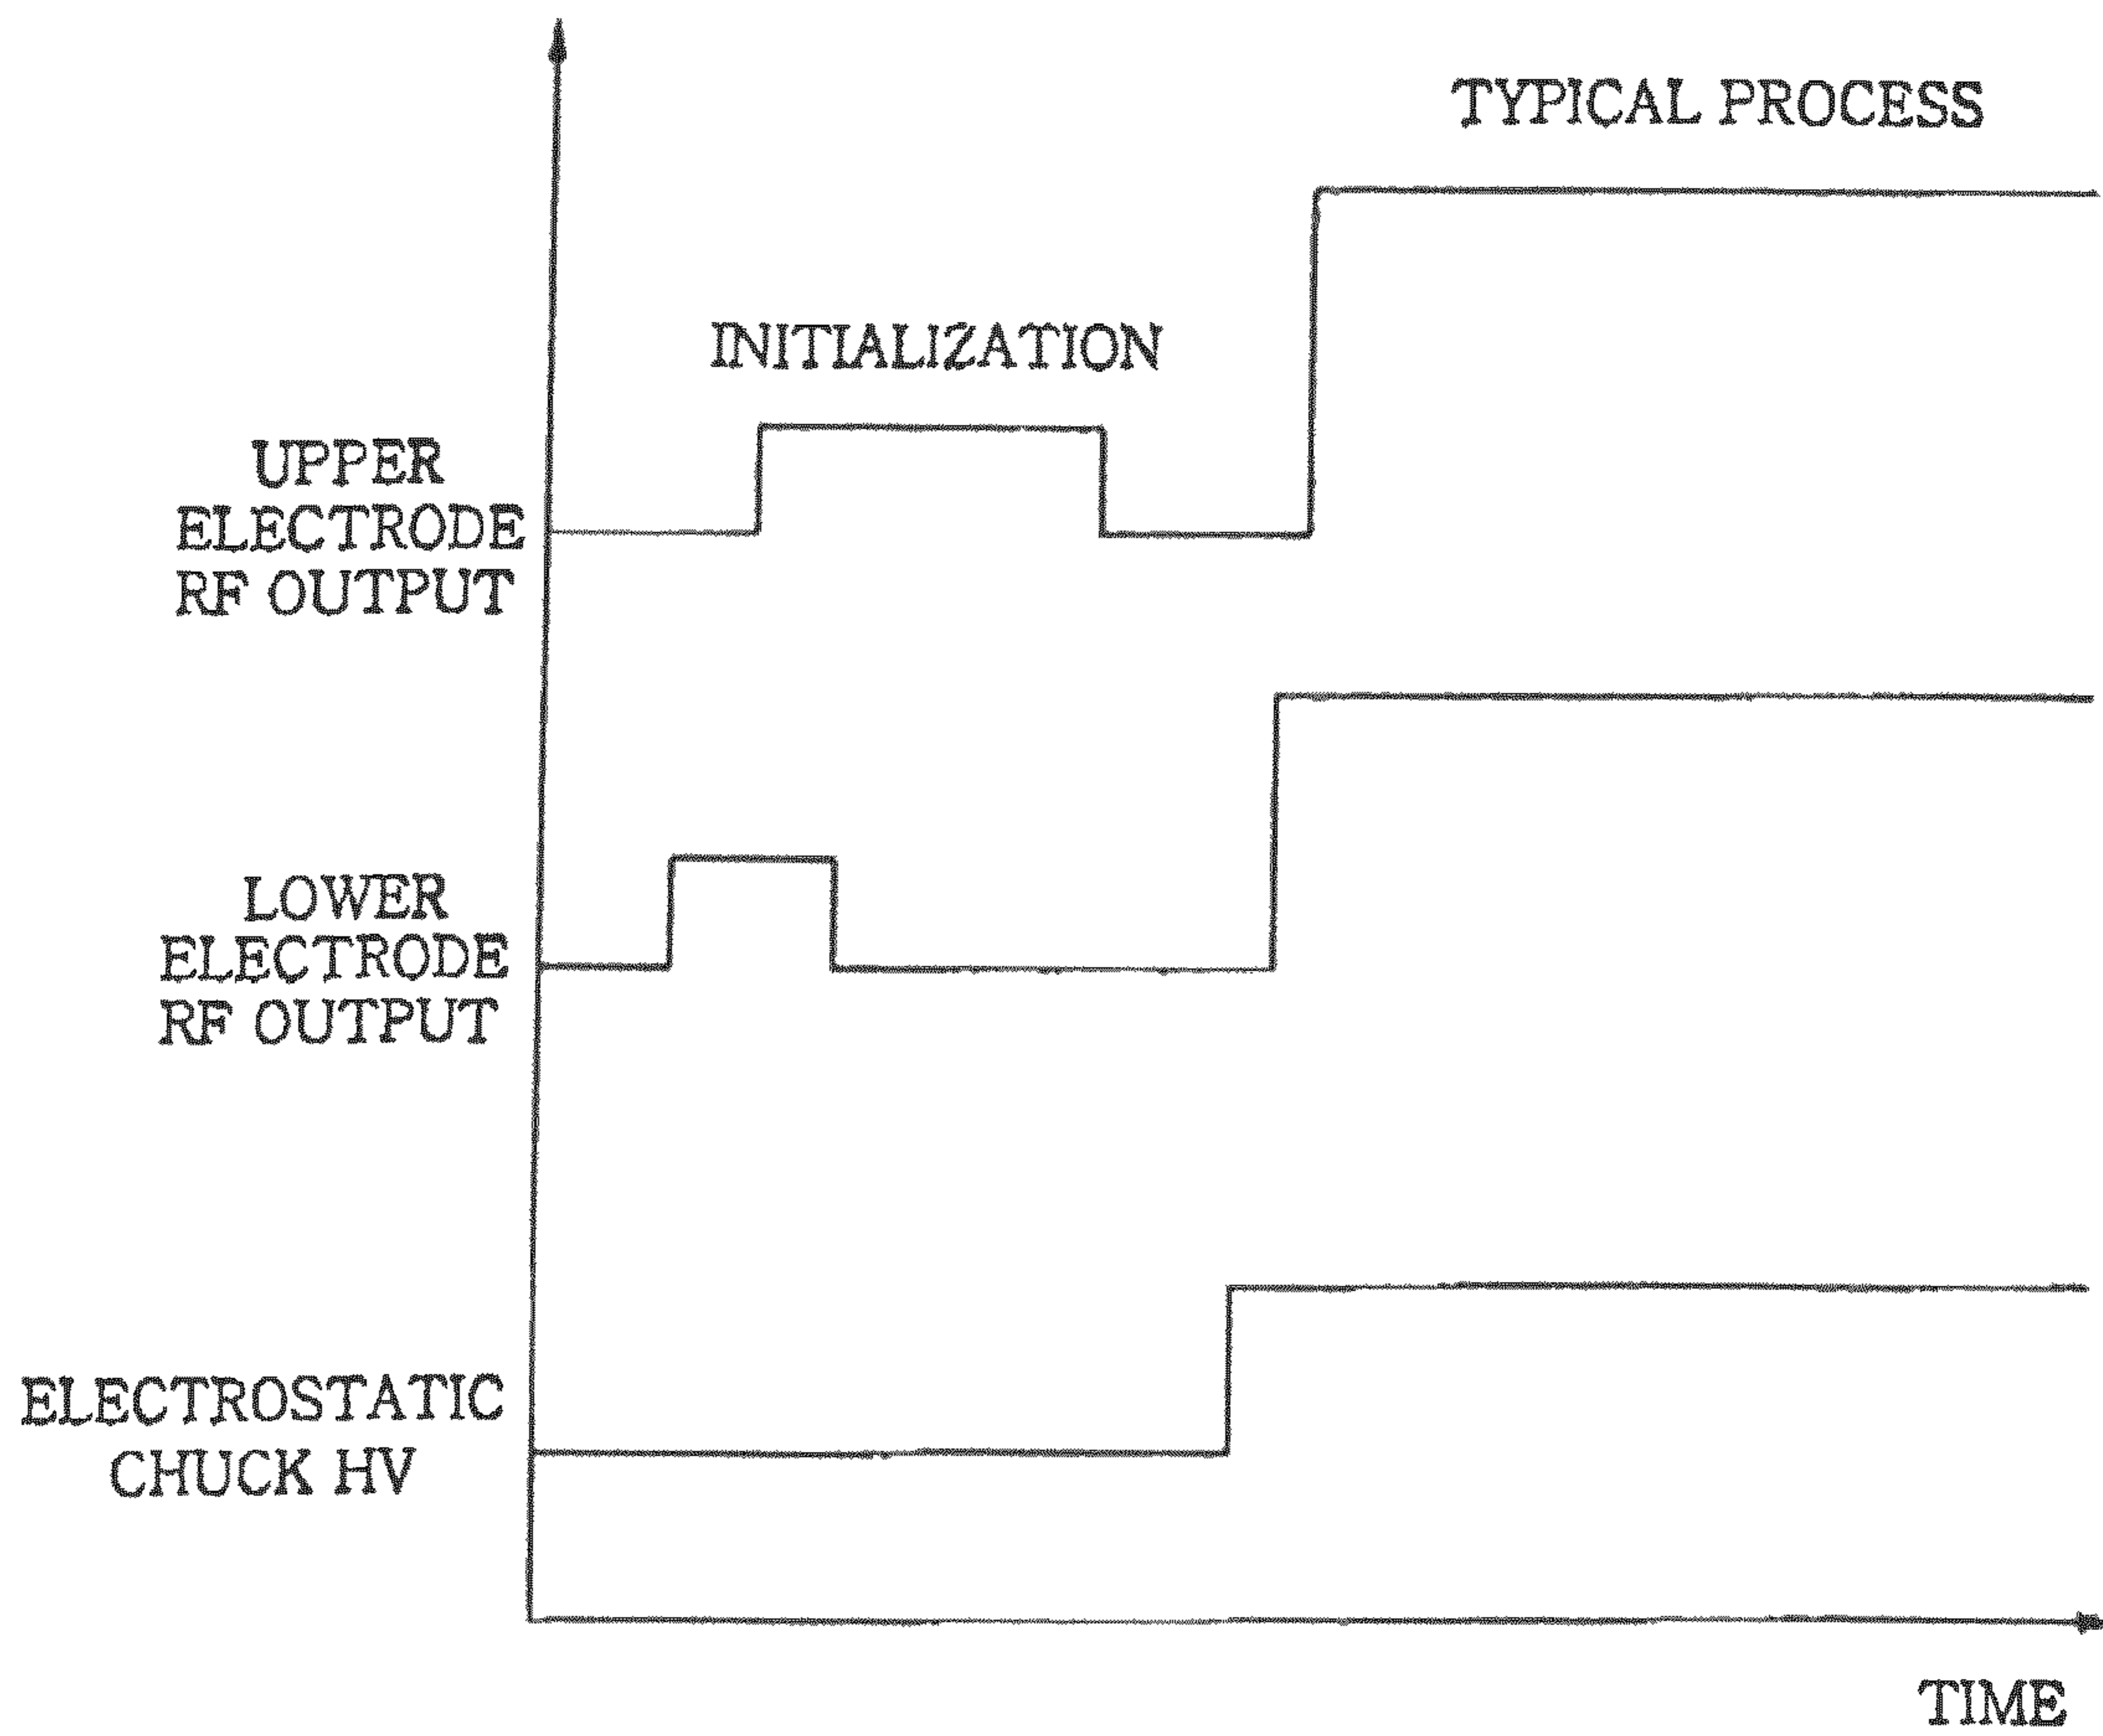 TYPICAL PROCESS
INITIALIZATION
UPPER
ELECTRODE
RF OUTPUT
LOWER
ELECTRODE
RF OUTPUT
ELECTROSTATIC
CHUCK HV
TIME